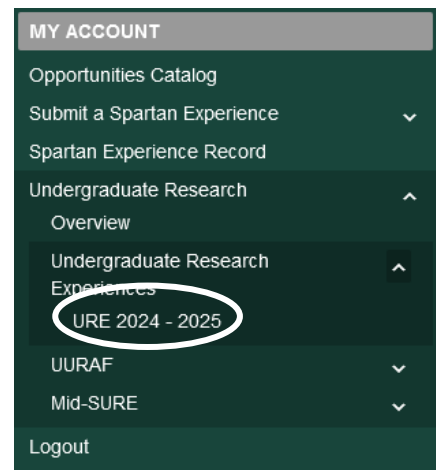 MY ACCOUNT
Opportunities Catalog
Submit a Spartan Experience
Spartan Experience Record
Undergraduate Research
Overview
Undergraduate Research
Experiences
URE 2024 - 2025
UURAF
Mid-SURE
Logout